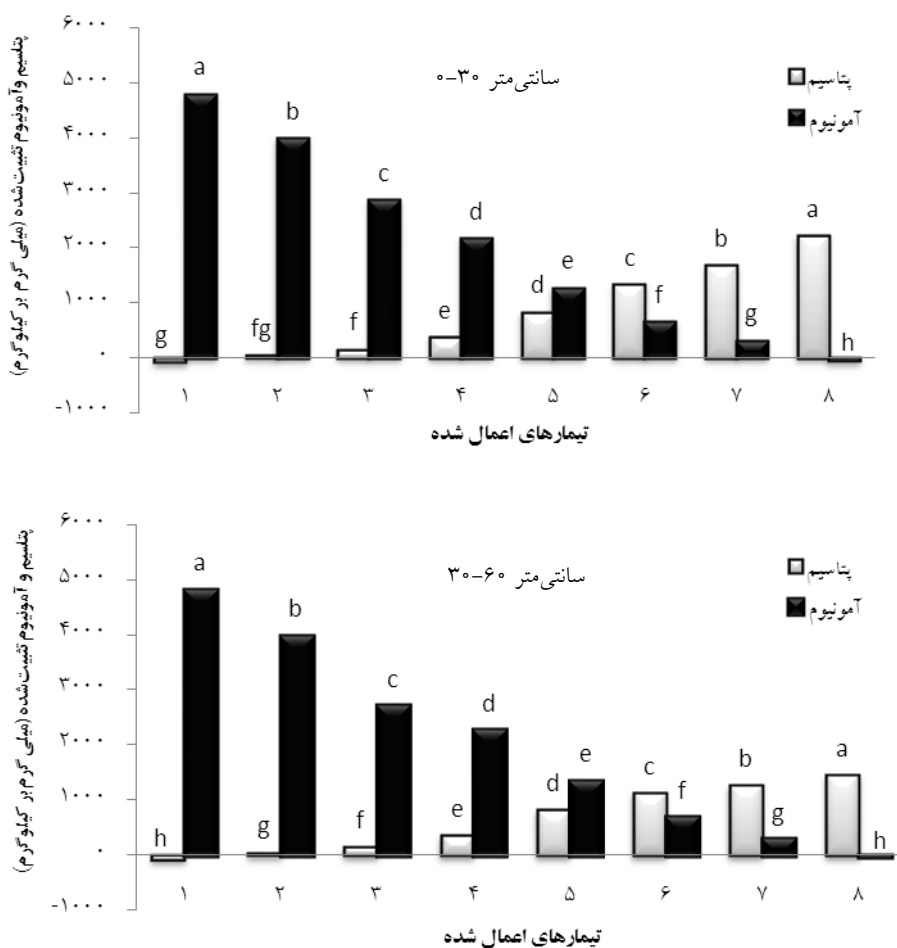 پتاسیم و آمونیوم تثبیت شده (میلی گرم بر کیلوگرم)
۶۰۰۰
۵۰۰۰
۴۰۰۰
۳۰۰۰
۲۰۰۰
۱۰۰۰
۰
-۱۰۰۰
سانتی‌متر ۳۰-۰
پتاسیم
آمونیوم
a
b
c
d
e
f
g
h
g
fg
f
e
d
c
b
a
۱ ۲ ۳ ۴ ۵ ۶ ۷ ۸
تیمارهای اعمال شده
پتاسیم و آمونیوم تثبیت شده (میلی گرم بر کیلوگرم)
۶۰۰۰
۵۰۰۰
۴۰۰۰
۳۰۰۰
۲۰۰۰
۱۰۰۰
۰
-۱۰۰۰
سانتی‌متر ۶۰-۳۰
پتاسیم
آمونیوم
a
b
c
d
e
f
g
h
h
g
f
e
d
c
b
a
۱ ۲ ۳ ۴ ۵ ۶ ۷ ۸
تیمارهای اعمال شده